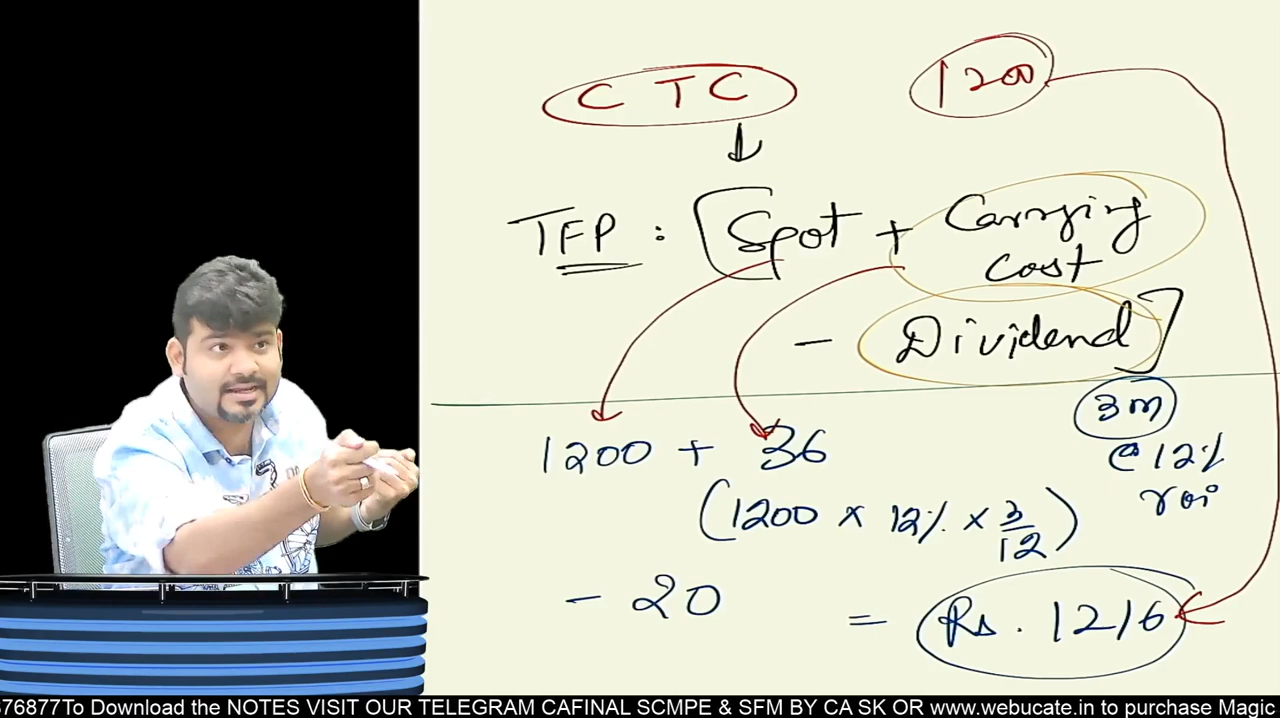 CTC
1200
TFP : [Spot + Carrying
cost
- Dividend]
3m
@ 12%
roi
1200 + 36
(1200 × 12% × 3/12)
- 20
= Rs. 1216
376877To Download the NOTES VISIT OUR TELEGRAM CAFINAL SCMPE & SFM BY CA SK OR www.webucate.in to purchase Magic